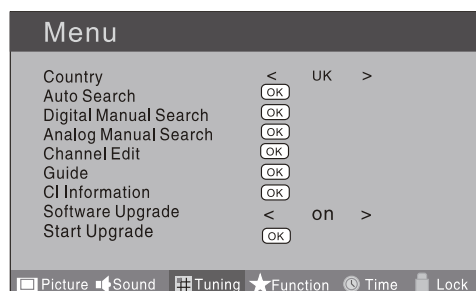 Menu
Country < UK >
Auto Search OK
Digital Manual Search OK
Analog Manual Search OK
Channel Edit OK
Guide OK
CI Information OK
Software Upgrade < on >
Start Upgrade OK
Picture Sound Tuning Function Time Lock